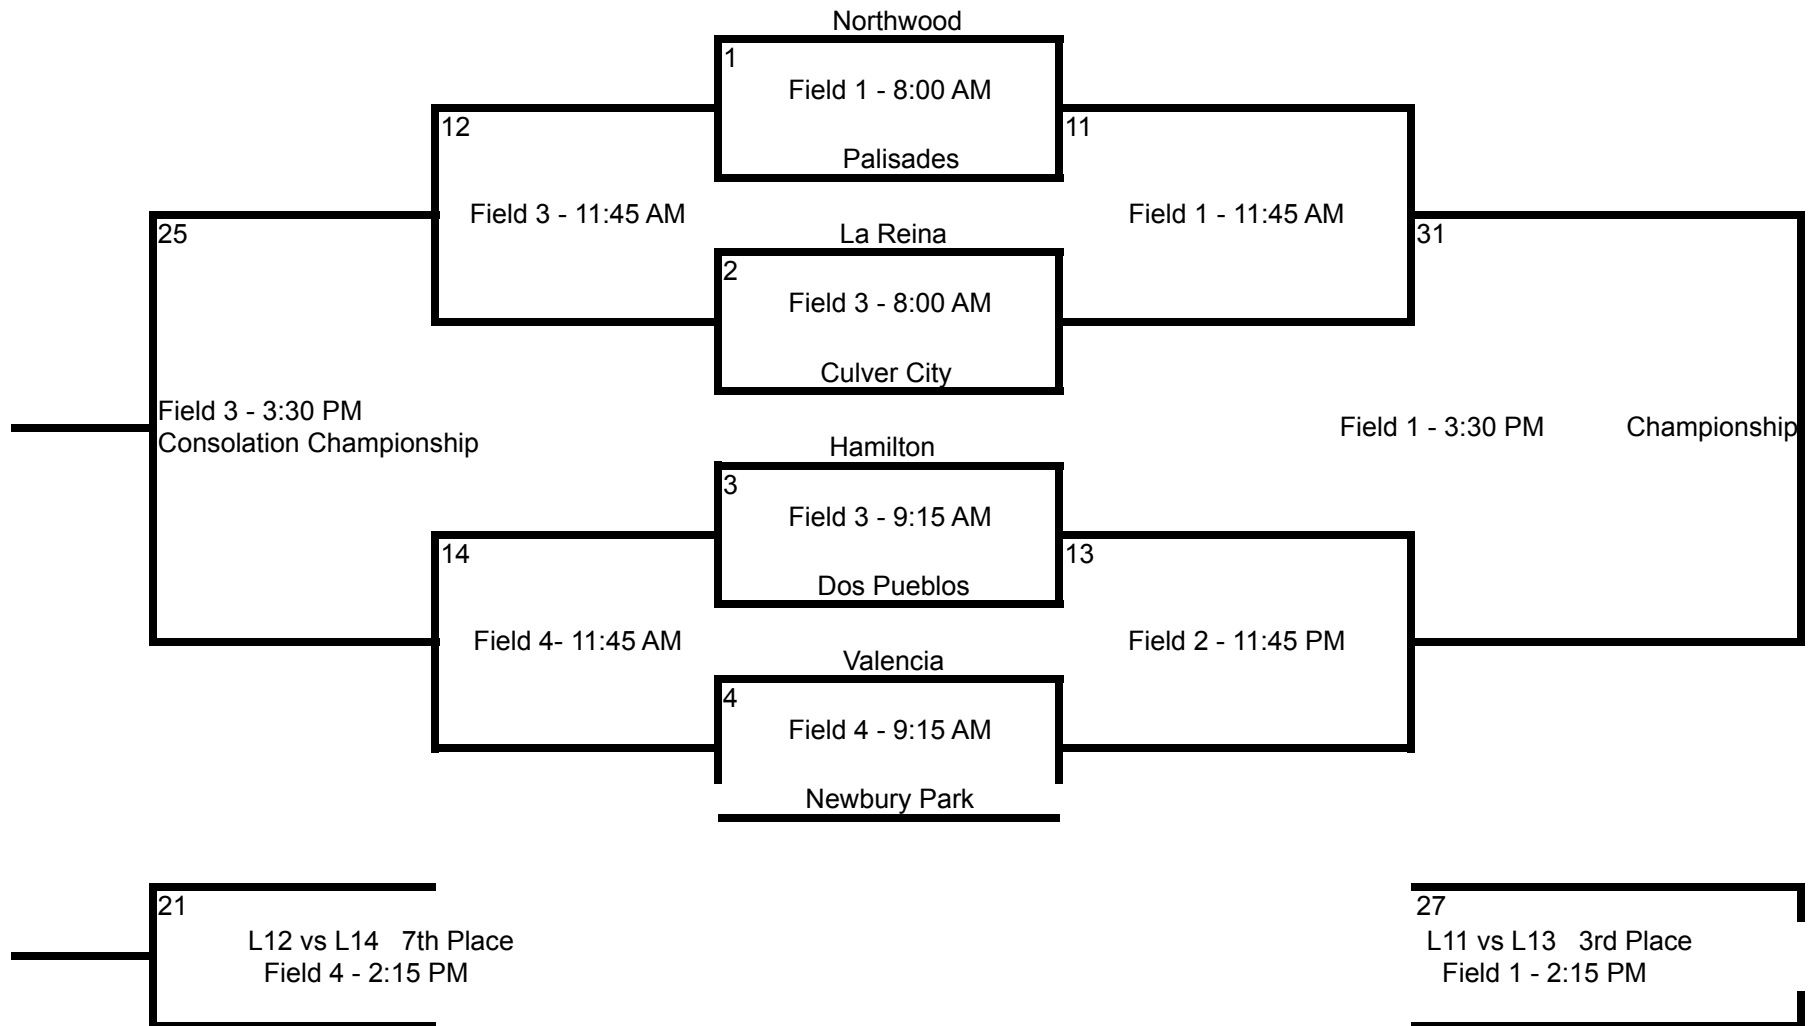 Northwood
1
Field 1 - 8:00 AM
12
11
Palisades
Field 3 - 11:45 AM
Field 1 - 11:45 AM
La Reina
25
31
2
Field 3 - 8:00 AM
Culver City
Field 3 - 3:30 PM
Consolation Championship
Field 1 - 3:30 PM Championship
Hamilton
3
Field 3 - 9:15 AM
14
13
Dos Pueblos
Field 4- 11:45 AM
Field 2 - 11:45 PM
Valencia
4
Field 4 - 9:15 AM
Newbury Park
21
L12 vs L14 7th Place
Field 4 - 2:15 PM
27
L11 vs L13 3rd Place
Field 1 - 2:15 PM